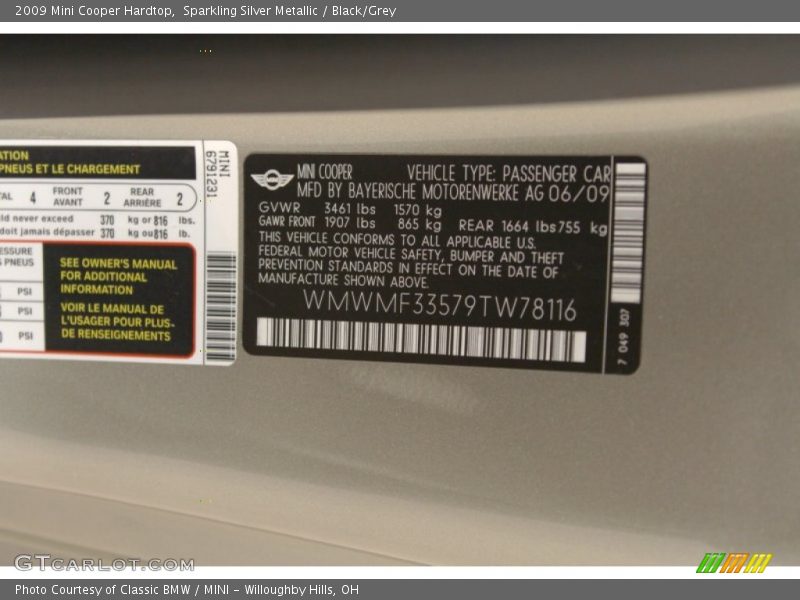 2009 Mini Cooper Hardtop,  Sparkling Silver Metallic / Black/Grey
ATION
PNEUS ET LE CHARGEMENT
TAL 4 FRONT AVANT 2 REAR ARRIÈRE 2
ld never exceed 370 kg or 816 lbs.
doit jamais dépasser 370 kg ou 816 lb.
ESSURE
S PNEUS
PSI
PSI
PSI
SEE OWNER'S MANUAL
FOR ADDITIONAL
INFORMATION
VOIR LE MANUAL DE
L'USAGER POUR PLUS-
DE RENSEIGNEMENTS
MINI
6791231
MINI
MINI COOPER VEHICLE TYPE: PASSENGER CAR
MFD BY BAYERISCHE MOTORENWERKE AG 06/09
GVWR 3461 lbs 1570 kg
GAWR FRONT 1907 lbs 865 kg REAR 1664 lbs 755 kg
THIS VEHICLE CONFORMS TO ALL APPLICABLE U.S.
FEDERAL MOTOR VEHICLE SAFETY, BUMPER AND THEFT
PREVENTION STANDARDS IN EFFECT ON THE DATE OF
MANUFACTURE SHOWN ABOVE.
WMWMF33579TW78116
7 049 307
GTCARLOT.COM
Photo Courtesy of Classic BMW / MINI - Willoughby Hills, OH